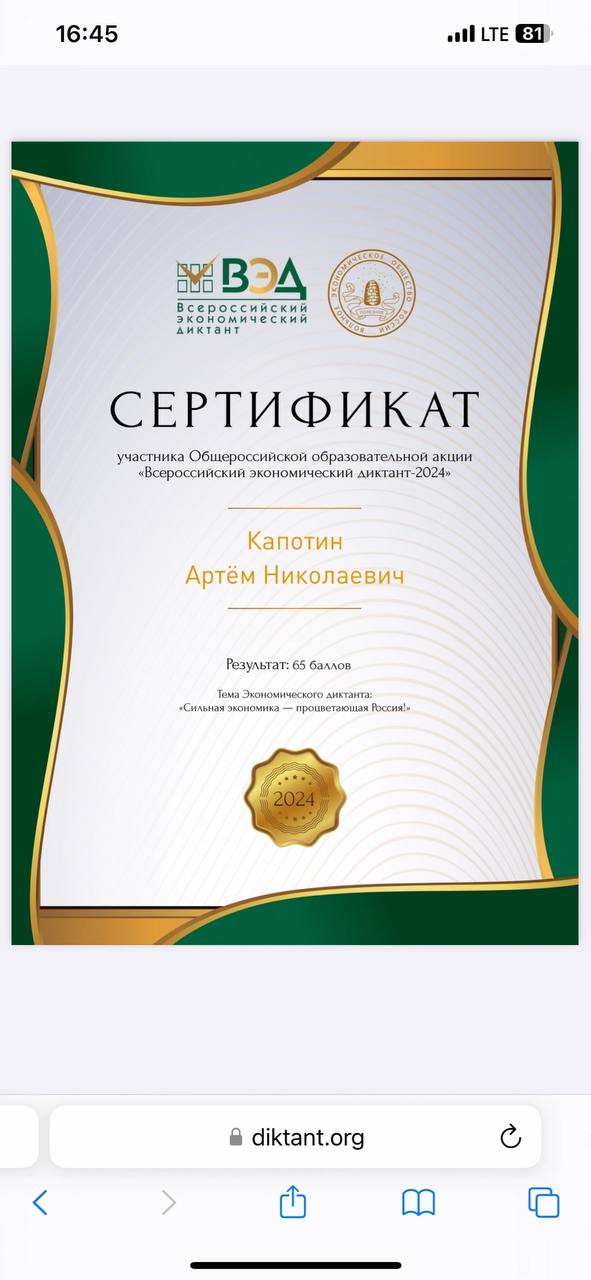 16:45
LTE 81
ВЭД
Всероссийский
экономический
диктант
ВОЛЬНОЕ ЭКОНОМИЧЕСКОЕ ОБЩЕСТВО РОССИИ
ПОЛЕЗНОЕ
СЕРТИФИКАТ
участника Общероссийской образовательной акции
«Всероссийский экономический диктант-2024»
Капотин
Артём Николаевич
Результат: 65 баллов
Тема Экономического диктанта:
«Сильная экономика — процветающая Россия!»
2024
diktant.org